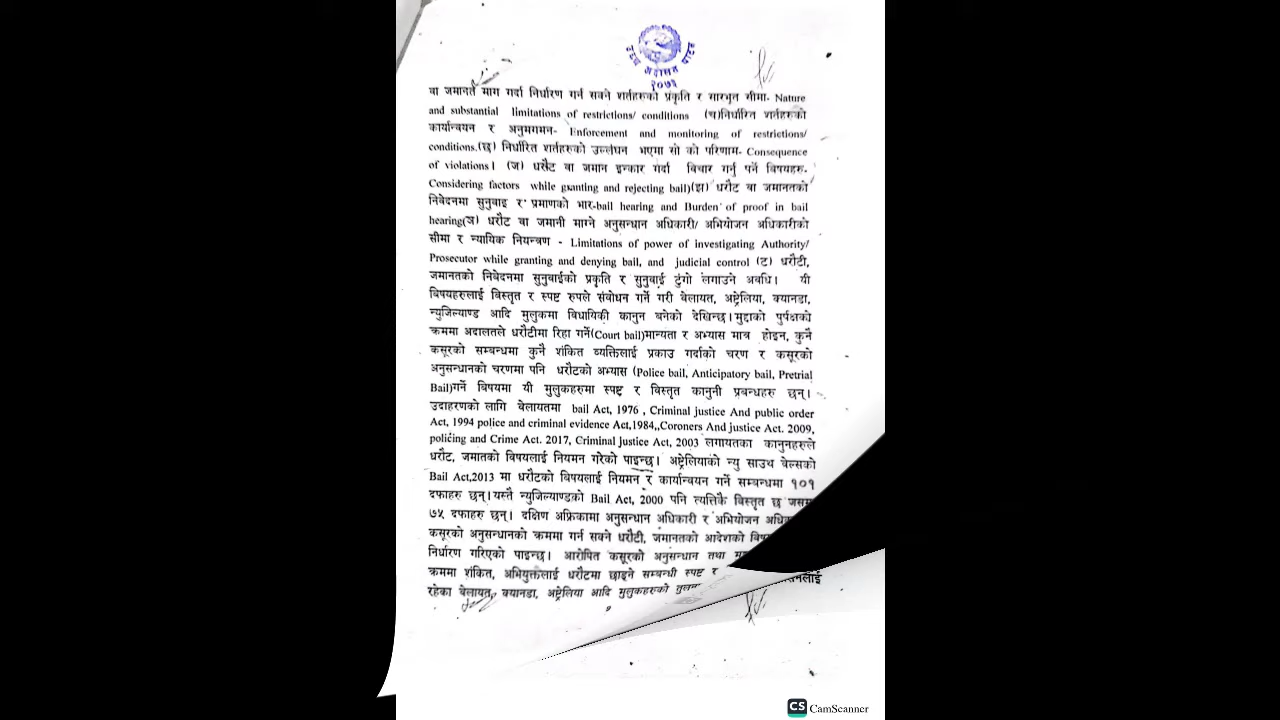 उच्च अदालत पाटन
२०७३
वा जमानत माग गर्दा निर्धारण गर्न सक्ने शर्तहरुको प्रकृति र सारभूत सीमा- Nature
and substantial limitations of restrictions/ conditions (च)निर्धारित शर्तहरुको
कार्यान्वयन र अनुमगमन- Enforcement and monitoring of restrictions/
conditions.(छ) निर्धारित शर्तहरुको उल्लंघन भएमा सो को परिणाम- Consequence
of violations। (ज) धरौट वा जमान इन्कार गर्दा विचार गर्नु पर्ने बिषयहरु-
Considering factors while granting and rejecting bail)(झ) धरौट वा जमानतको
निवेदनमा सुनुवाइ र प्रमाणको भार-bail hearing and Burden of proof in bail
hearing(ञ) धरौट वा जमानी माग्ने अनुसन्धान अधिकारी/ अभियोजन अधिकारीको
सीमा र न्यायिक नियन्त्रण - Limitations of power of investigating Authority/
Prosecutor while granting and denying bail, and judicial control (ट) धरौटी,
जमानतको निवेदनमा सुनुवाईको प्रकृति र सुनुवाई टुंगो लगाउने अवधि। यी
बिषयहरुलाई विस्तृत र स्पष्ट रुपले संवोधन गर्ने गरी वेलायत, अष्ट्रेलिया, क्यानडा,
न्युजिल्याण्ड आदि मुलुकमा विधायिकी कानुन बनेको देखिन्छ।मुद्दाको पुर्पक्षको
क्रममा अदालतले धरौटीमा रिहा गर्ने(Court bail)मान्यता र अभ्यास मात्र होइन, कुनै
कसूरको सम्बन्धमा कुनै शंकित व्यक्तिलाई प्रकाउ गर्दाको चरण र कसूरको
अनुसन्धानको चरणमा पनि धरौटको अभ्यास (Police bail, Anticipatory bail, Pretrial
Bail)गर्ने बिषयमा यी मुलुकहरुमा स्पष्ट र विस्तृत कानुनी प्रबन्धहरु छन्।
उदाहरणको लागि बेलायतमा bail Act, 1976 , Criminal justice And public order
Act, 1994 police and criminal evidence Act,1984,,Coroners And justice Act. 2009,
policing and Crime Act. 2017, Criminal justice Act, 2003 लगायतका कानुनहरुले
धरौट, जमातको विषयलाई नियमन गरेको पाइन्छ। अष्ट्रेलियाको न्यु साउथ वेल्सको
Bail Act,2013 मा धरौटको बिषयलाई नियमन र कार्यान्वयन गर्ने सम्बन्धमा १०१
दफाहरु छन्।यस्तै न्युजिल्याण्डको Bail Act, 2000 पनि त्यत्तिकै विस्तृत छ जसमा
७५ दफाहरु छन्। दक्षिण अफ्रिकामा अनुसन्धान अधिकारी र अभियोजन
कसूरको अनुसन्धानको क्रममा गर्न सक्ने धरौटी, जमानतको आदेशको
निर्धारण गरिएको पाइन्छ। आरोपित कसूरको अनुसन्धान तथा
क्रममा शंकित, अभियुक्तलाई धरौटमा छाड्ने सम्बन्धी स्पष्ट र
रहेका बेलायत, क्यानडा, अष्ट्रेलिया आदि मुलुकहरुको
९
CS CamScanner